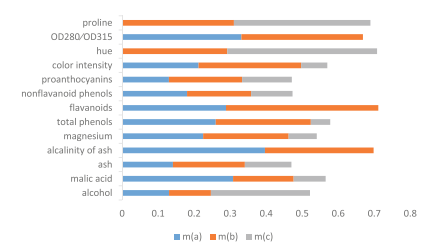 proline
OD280/OD315
hue
color intensity
proanthocyanins
nonflavanoid phenols
flavanoids
total phenols
magnesium
alcalinity of ash
ash
malic acid
alcohol
0 0.1 0.2 0.3 0.4 0.5 0.6 0.7 0.8
m(a) m(b) m(c)